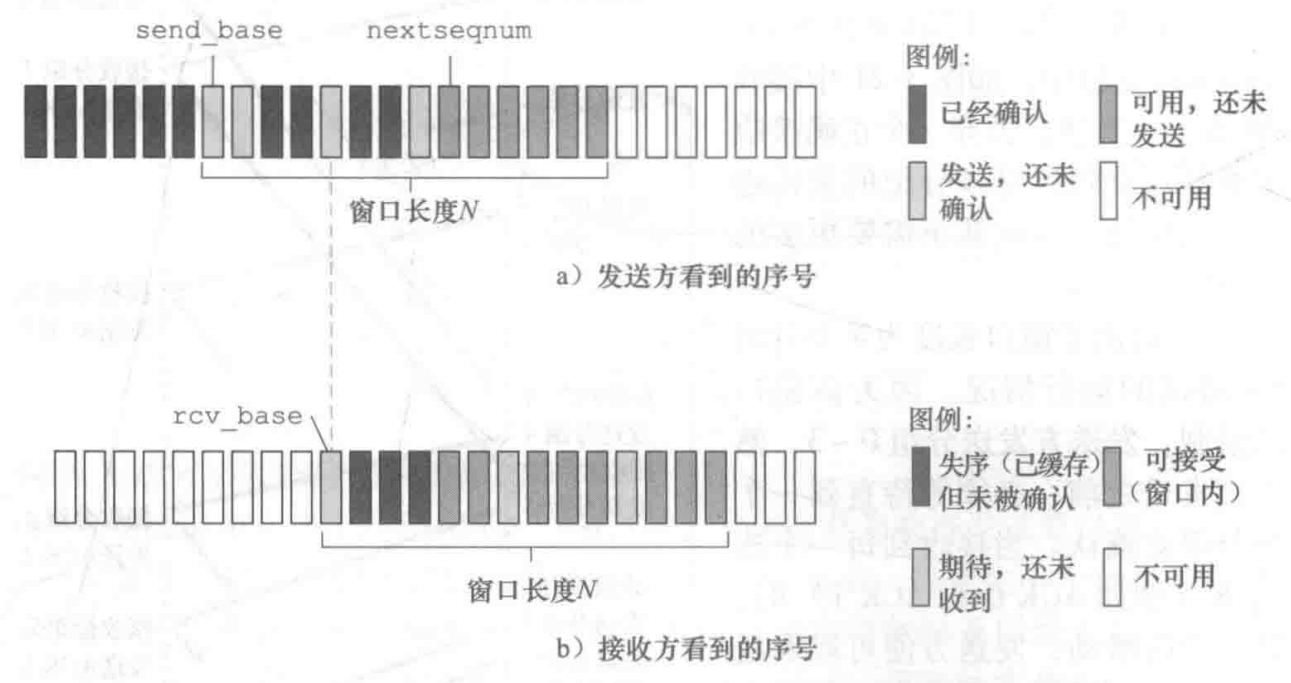 send_base
nextseqnum
图例:
已经确认
可用，还未
发送
发送，还未
确认
不可用
窗口长度N
a）发送方看到的序号
rcv_base
图例:
失序（已缓存）
但未被确认
可接受
（窗口内）
期待，还未
收到
不可用
窗口长度N
b）接收方看到的序号